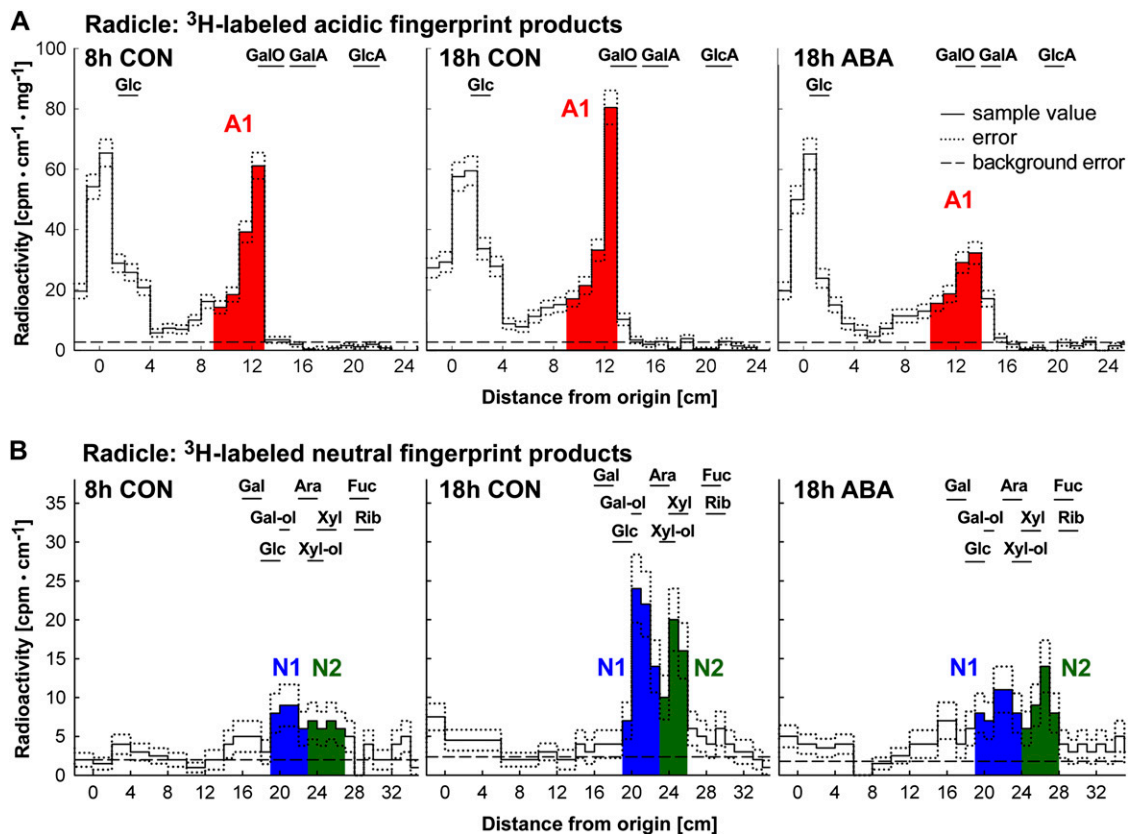 A Radicle: ³H-labeled acidic fingerprint products
Radioactivity [cpm · cm⁻¹ · mg⁻¹]
100
80
60
40
20
0
8h CON GalO GalA GlcA
Glc
A1
0 4 8 12 16 20 24
18h CON GalO GalA GlcA
Glc
A1
0 4 8 12 16 20 24
18h ABA GalO GalA GlcA
Glc
sample value
error
background error
A1
0 4 8 12 16 20 24
Distance from origin [cm]
B Radicle: ³H-labeled neutral fingerprint products
Radioactivity [cpm · cm⁻¹]
35
30
25
20
15
10
5
0
8h CON Gal Ara Fuc
Gal-ol Xyl Rib
Glc Xyl-ol
N1 N2
0 4 8 12 16 20 24 28 32
18h CON Gal Ara Fuc
Gal-ol Xyl Rib
Glc Xyl-ol
N1 N2
0 4 8 12 16 20 24 28 32
18h ABA Gal Ara Fuc
Gal-ol Xyl Rib
Glc Xyl-ol
N1 N2
0 4 8 12 16 20 24 28 32
Distance from origin [cm]